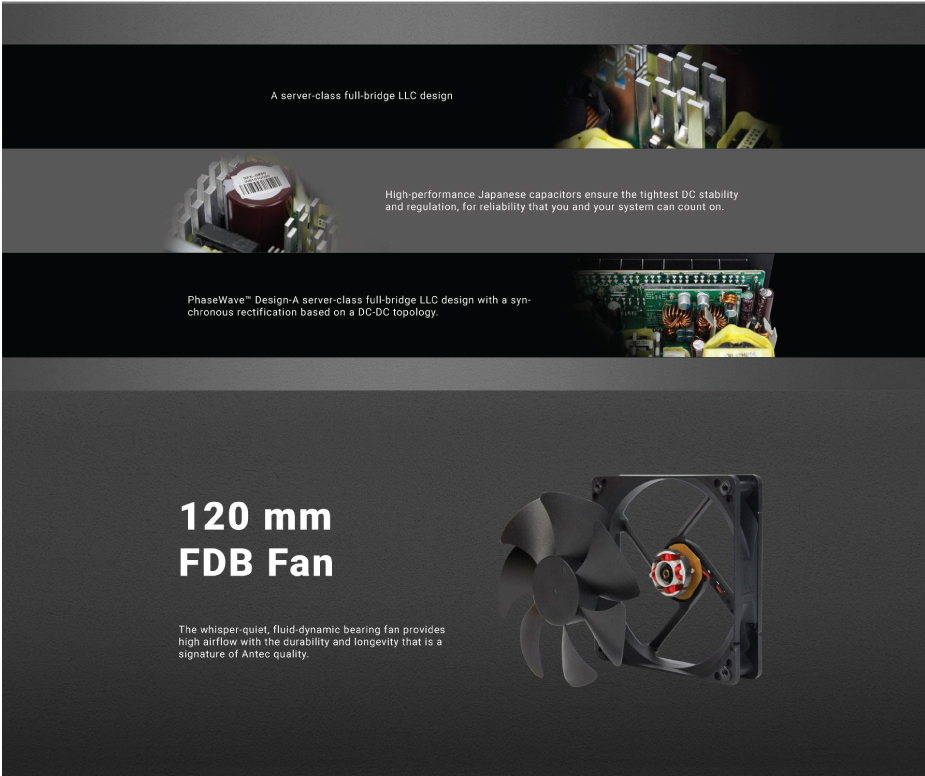 A server-class full-bridge LLC design
High-performance Japanese capacitors ensure the tightest DC stability
and regulation, for reliability that you and your system can count on.
PhaseWave™ Design-A server-class full-bridge LLC design with a syn-
chronous rectification based on a DC-DC topology.
120 mm
FDB Fan
The whisper-quiet, fluid-dynamic bearing fan provides
high airflow with the durability and longevity that is a
signature of Antec quality.